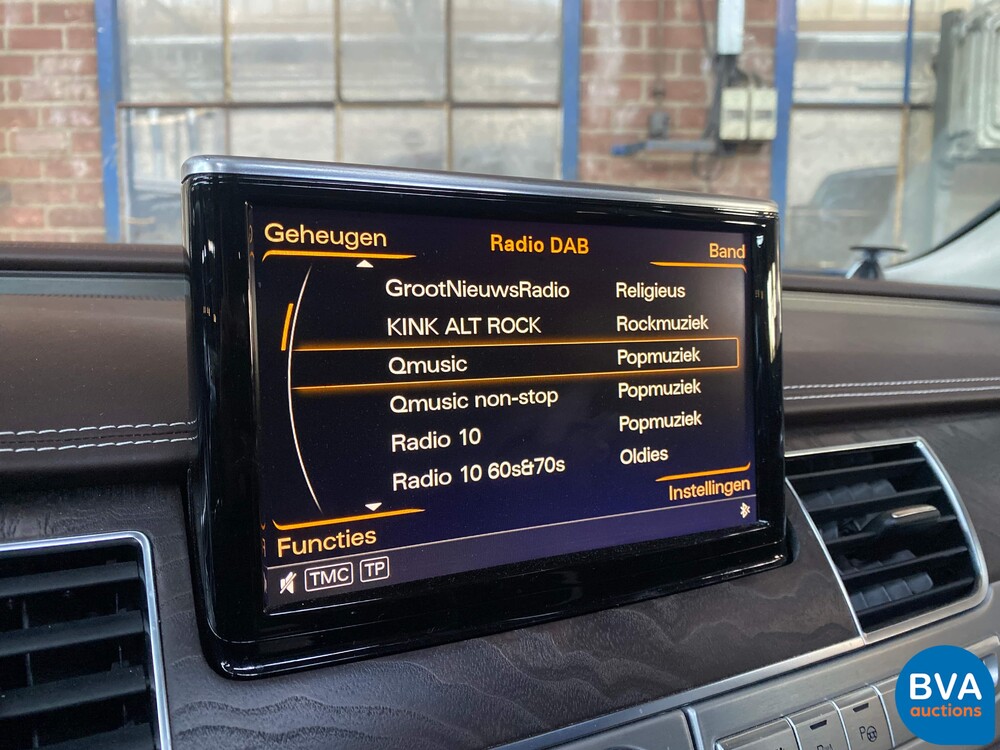 Geheugen
Radio DAB
Band
GrootNieuwsRadio Religieus
KINK ALT ROCK Rockmuziek
Qmusic Popmuziek
Qmusic non-stop Popmuziek
Radio 10 Popmuziek
Radio 10 60s&70s Oldies
Instellingen
Functies
TMC TP
BVA
auctions